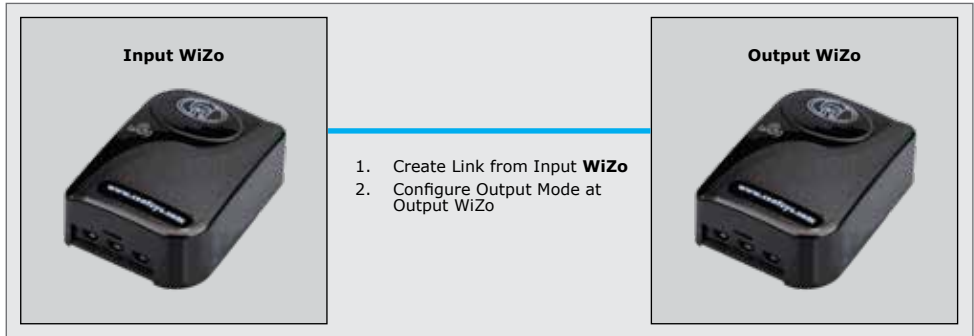 Input WiZo
Output WiZo
1. Create Link from Input WiZo
2. Configure Output Mode at
Output WiZo